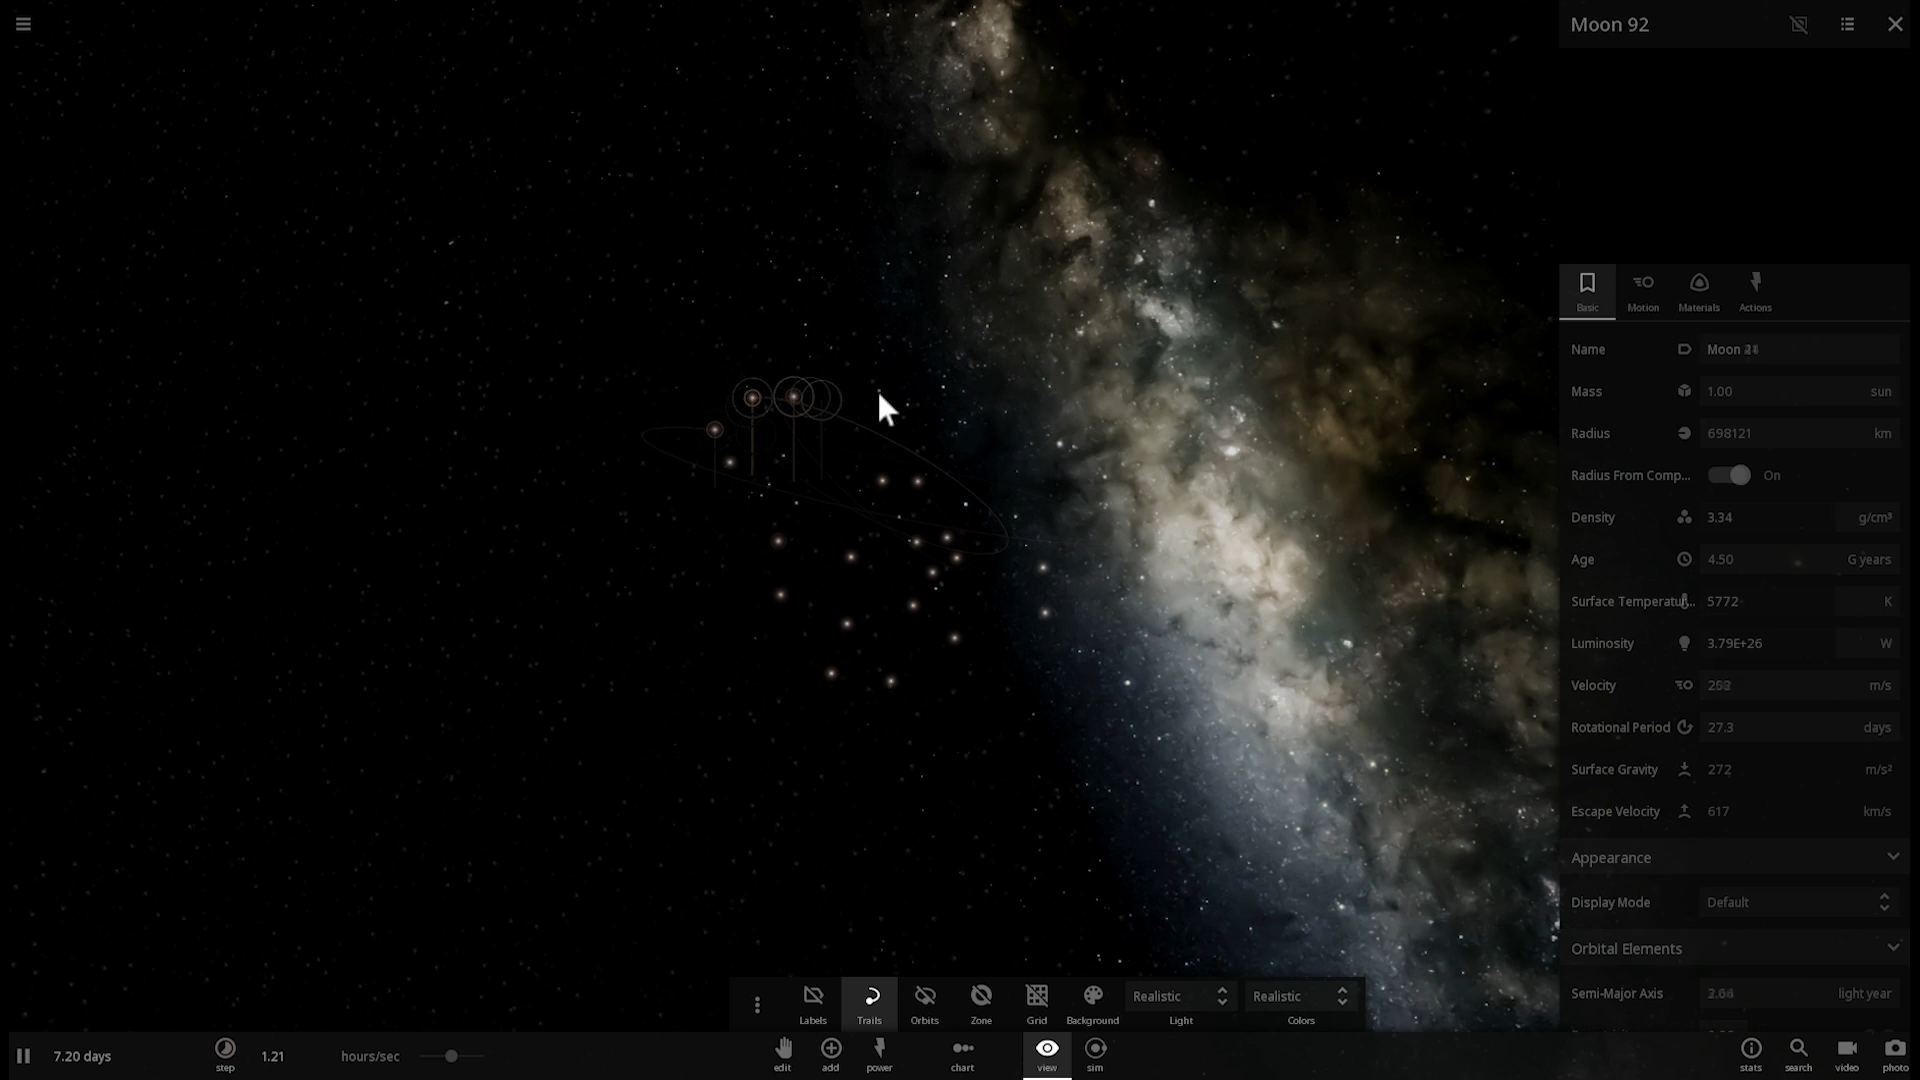 Moon 92
Basic
Motion
Materials
Actions
Name Moon
Mass 1.00 sun
Radius 698121 km
Radius From Comp... On
Density 3.34 g/cm³
Age 4.50 G years
Surface Temperatur... 5772 K
Luminosity 3.79E+26 W
Velocity m/s
Rotational Period 27.3 days
Surface Gravity 272 m/s²
Escape Velocity 617 km/s
Appearance
Display Mode Default
Orbital Elements
Semi-Major Axis light year
Labels
Trails
Orbits
Zone
Grid
Background
Realistic
Light
Realistic
Colors
7.20 days
step
1.21 hours/sec
edit
add
power
chart
view
sim
stats
search
video
photo